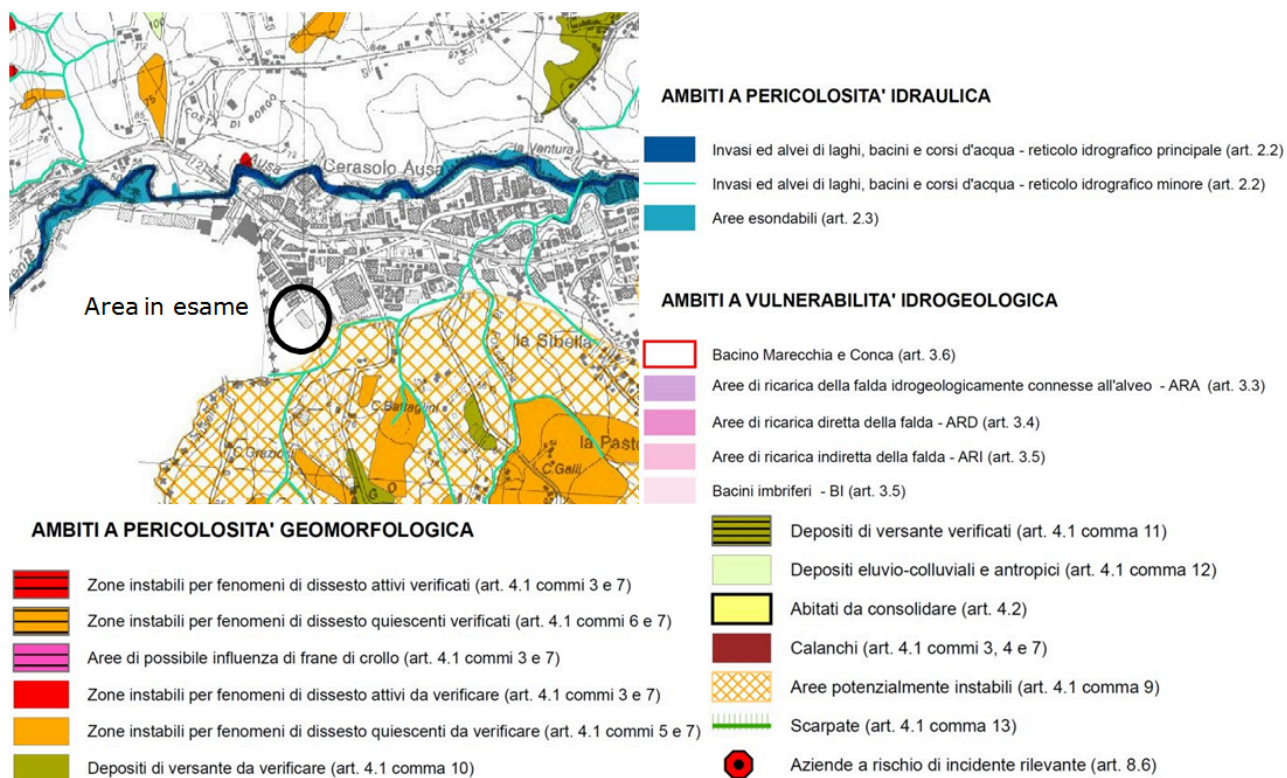 COSTA DI BORGO
Ausa
Cerasolo Ausa
la Ventura
Area in esame
la Sibella
C. Battaglini
C. Graziosi
la Pasto
C. Galli
AMBITI A PERICOLOSITA' IDRAULICA
Invasi ed alvei di laghi, bacini e corsi d'acqua - reticolo idrografico principale (art. 2.2)
Invasi ed alvei di laghi, bacini e corsi d'acqua - reticolo idrografico minore (art. 2.2)
Aree esondabili (art. 2.3)
AMBITI A VULNERABILITA' IDROGEOLOGICA
Bacino Marecchia e Conca (art. 3.6)
Aree di ricarica della falda idrogeologicamente connesse all'alveo - ARA (art. 3.3)
Aree di ricarica diretta della falda - ARD (art. 3.4)
Aree di ricarica indiretta della falda - ARI (art. 3.5)
Bacini imbriferi - BI (art. 3.5)
AMBITI A PERICOLOSITA' GEOMORFOLOGICA
Zone instabili per fenomeni di dissesto attivi verificati (art. 4.1 commi 3 e 7)
Zone instabili per fenomeni di dissesto quiescenti verificati (art. 4.1 commi 6 e 7)
Aree di possibile influenza di frane di crollo (art. 4.1 commi 3 e 7)
Zone instabili per fenomeni di dissesto attivi da verificare (art. 4.1 commi 3 e 7)
Zone instabili per fenomeni di dissesto quiescenti da verificare (art. 4.1 commi 5 e 7)
Depositi di versante da verificare (art. 4.1 comma 10)
Depositi di versante verificati (art. 4.1 comma 11)
Depositi eluvio-colluviali e antropici (art. 4.1 comma 12)
Abitati da consolidare (art. 4.2)
Calanchi (art. 4.1 commi 3, 4 e 7)
Aree potenzialmente instabili (art. 4.1 comma 9)
Scarpate (art. 4.1 comma 13)
Aziende a rischio di incidente rilevante (art. 8.6)